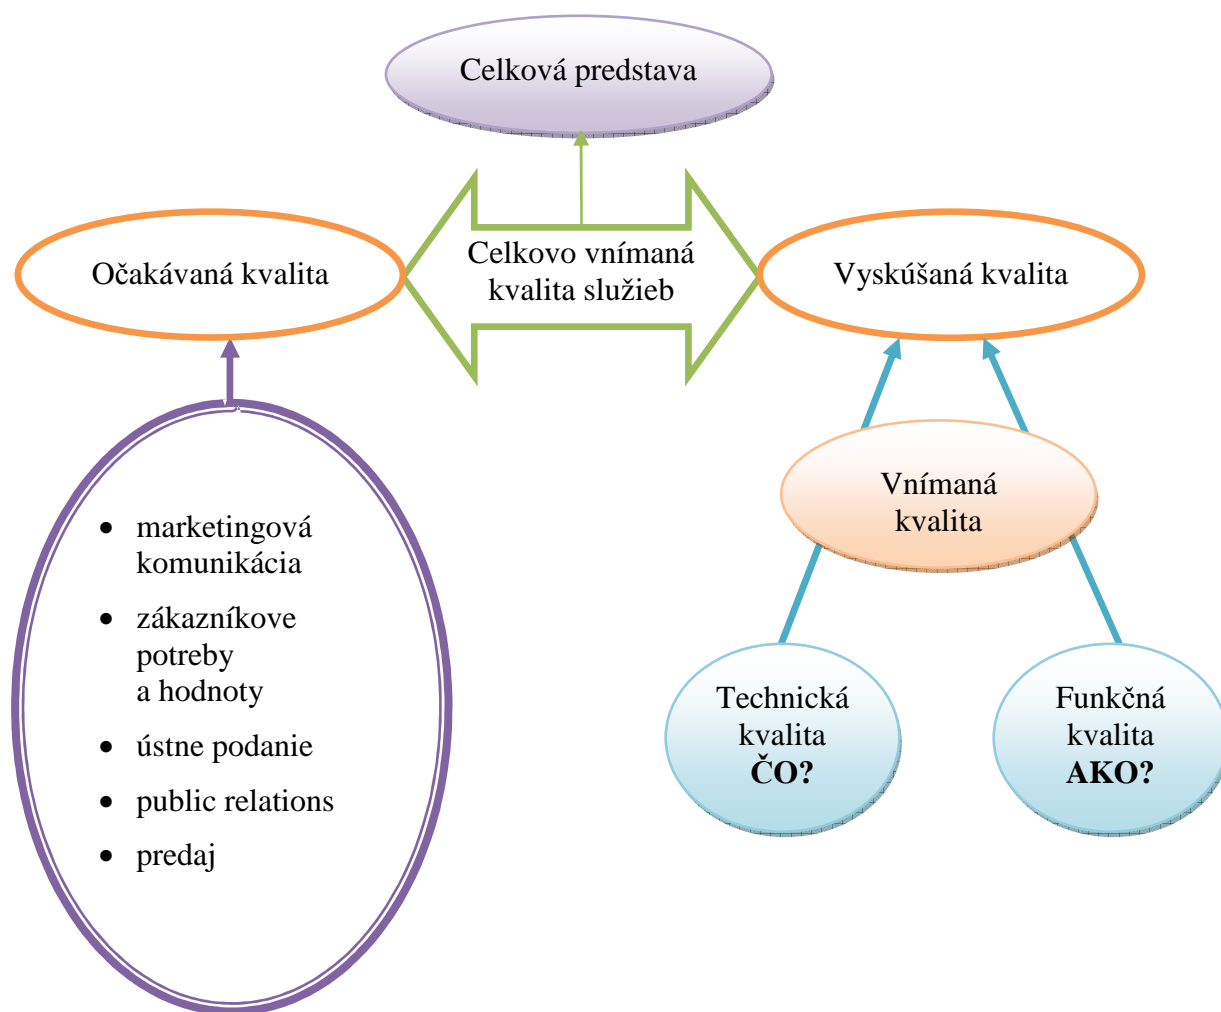 Celková predstava
Očakávaná kvalita
Celkovo vnímaná
kvalita služieb
Vyskúšaná kvalita
• marketingová
komunikácia
• zákazníkove
potreby
a hodnoty
• ústne podanie
• public relations
• predaj
Vnímaná
kvalita
Technická
kvalita
ČO?
Funkčná
kvalita
AKO?